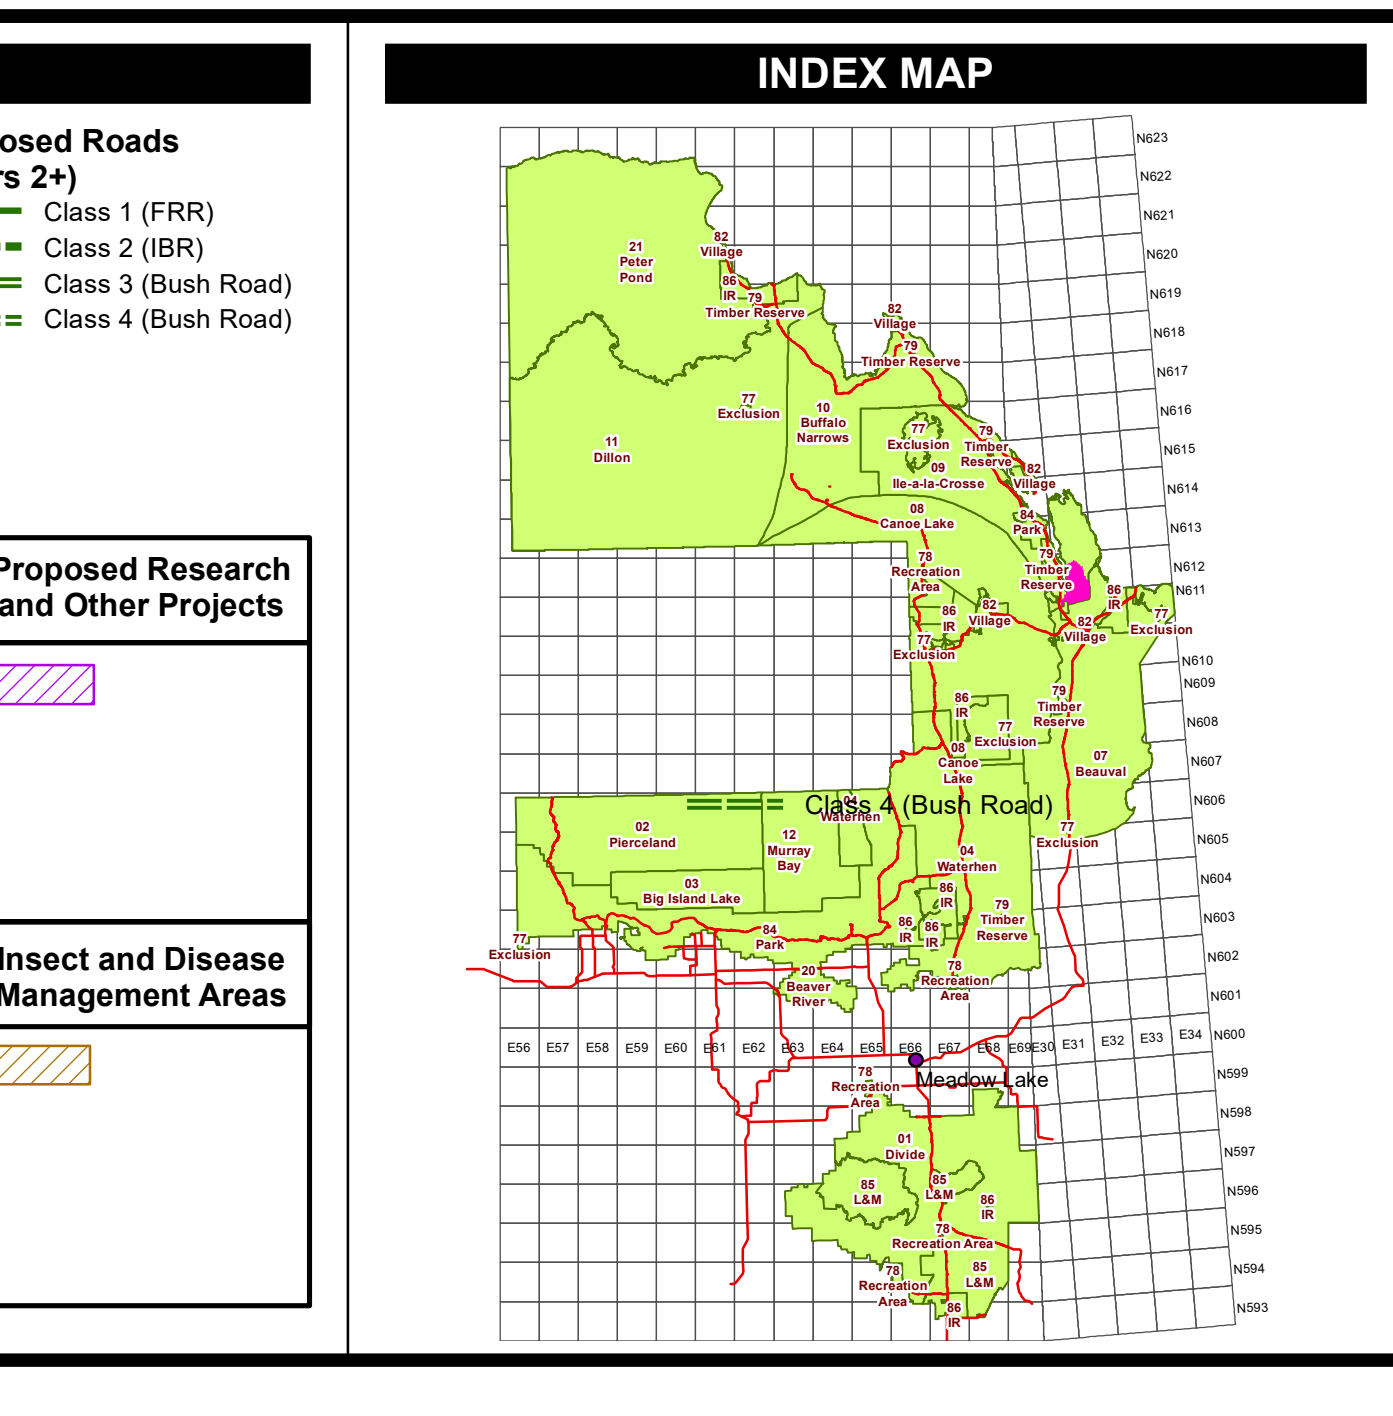 osed Roads
rs 2+)
Class 1 (FRR)
Class 2 (IBR)
Class 3 (Bush Road)
Class 4 (Bush Road)
Proposed Research
and Other Projects
Insect and Disease
Management Areas
INDEX MAP
N623
N622
N621
N620
N619
N618
N617
N616
N615
N614
N613
N612
N611
N610
N609
N608
N607
N606
N605
N604
N603
N602
N601
N600
N599
N598
N597
N596
N595
N594
N593
21
Peter
Pond
82
Village
86
IR
79
Timber Reserve
82
Village
79
Timber Reserve
77
Exclusion
10
Buffalo
Narrows
11
Dillon
77
Exclusion
09
Ile-a-la-Crosse
79
Timber
Reserve
82
Village
08
Canoe Lake
84
Park
78
Recreation
Area
79
Timber
Reserve
86
IR
82
Village
86
IR
77
Exclusion
82
Village
77
Exclusion
86
IR
77
Exclusion
79
Timber
Reserve
08
Canoe
Lake
07
Beauval
Class 4 (Bush Road)
04
Waterhen
02
Pierceland
12
Murray
Bay
77
Exclusion
04
Waterhen
03
Big Island Lake
86
IR
79
Timber
Reserve
84
Park
86
IR
86
IR
77
Exclusion
20
Beaver
River
78
Recreation
Area
E56 E57 E58 E59 E60 E61 E62 E63 E64 E65 E66 E67 E68 E69 E30 E31 E32 E33 E34
Meadow Lake
78
Recreation
Area
01
Divide
85
L&M
85
L&M
86
IR
78
Recreation Area
78
Recreation
Area
85
L&M
86
IR